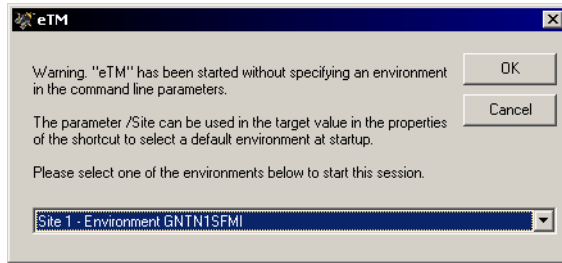 eTM
Warning. "eTM" has been started without specifying an environment
in the command line parameters.
OK
Cancel
The parameter /Site can be used in the target value in the properties
of the shortcut to select a default environment at startup.
Please select one of the environments below to start this session.
Site 1 - Environment GNTN1SFMI